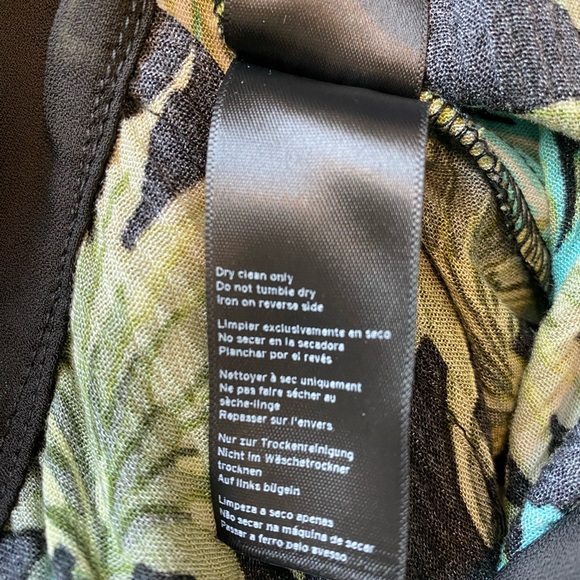 Dry clean only
Do not tumble dry
Iron on reverse side
Limpier exclusivamente en seco
No secar en la secadora
Planchar por el revés
Nettoyer à sec uniquement
Ne pas faire sécher au
sèche-linge
Repasser sur l'envers
Nur zur Trockenreinigung
Nicht im Wäschetrockner
trocknen
Auf links bügeln
Limpeza a seco apenas
Não secar na máquina de secar
Passar a ferro pelo avesso